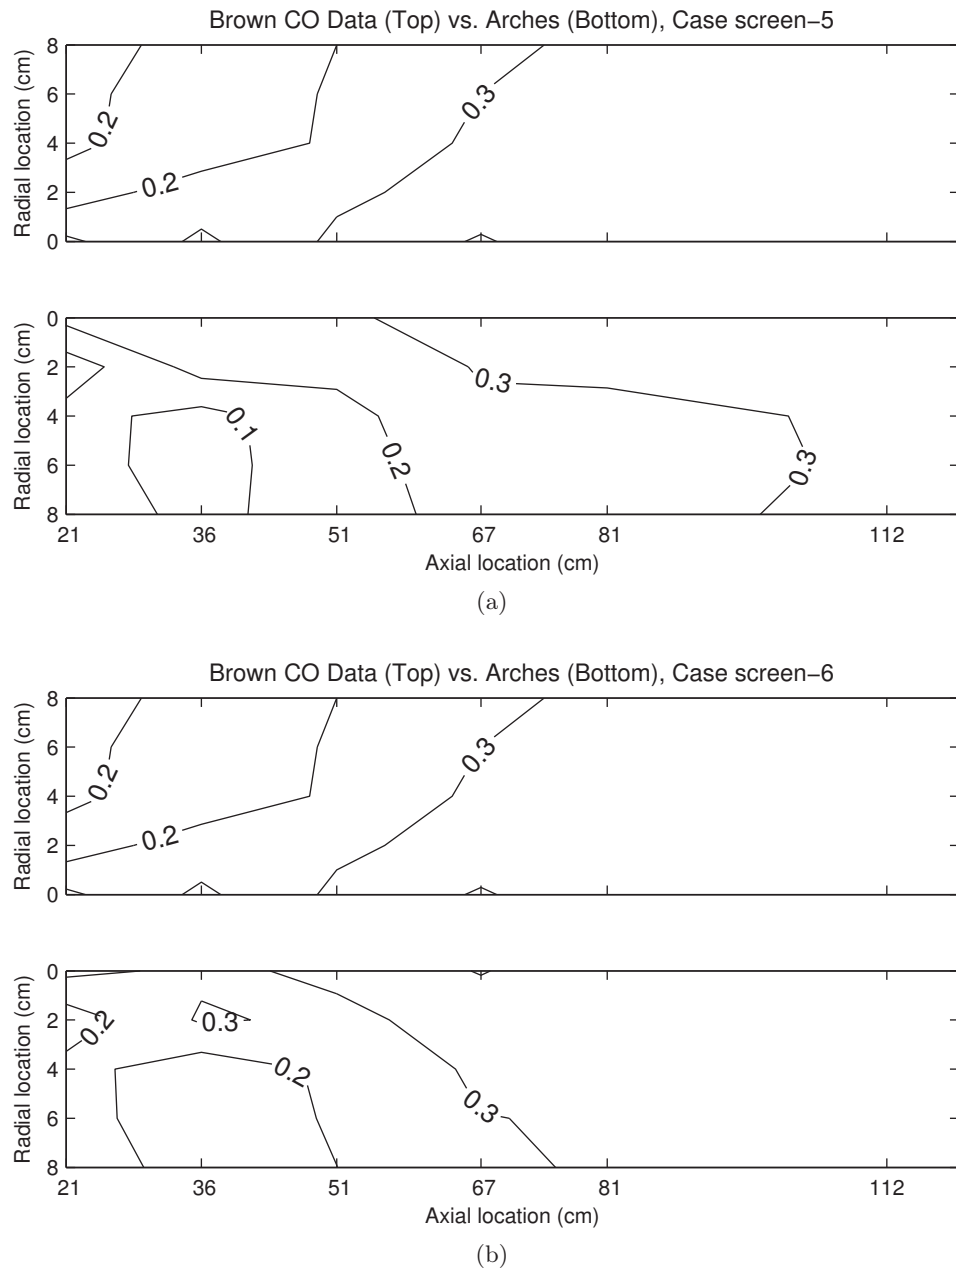 Brown CO Data (Top) vs. Arches (Bottom), Case screen−5
Radial location (cm)
8
6
4
2
0
0.2
0.2
0.3
Radial location (cm)
0
2
4
6
8
0.1
0.2
0.3
0.3
21 36 51 67 81 112
Axial location (cm)
(a)
Brown CO Data (Top) vs. Arches (Bottom), Case screen−6
Radial location (cm)
8
6
4
2
0
0.2
0.2
0.3
Radial location (cm)
0
2
4
6
8
0.2
0.3
0.2
0.3
21 36 51 67 81 112
Axial location (cm)
(b)